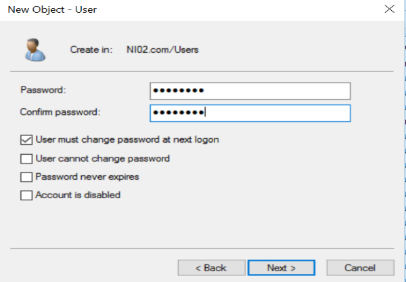 New Object - User
Create in: NI02.com/Users
Password: ●●●●●●●●
Confirm password: ●●●●●●●●
User must change password at next logon
User cannot change password
Password never expires
Account is disabled
< Back Next > Cancel